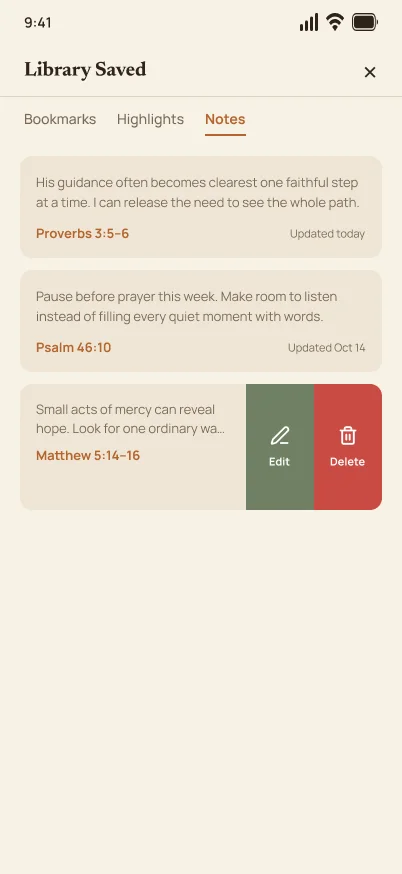 9:41
Library Saved
Bookmarks Highlights Notes
His guidance often becomes clearest one faithful step
at a time. I can release the need to see the whole path.
Proverbs 3:5–6 Updated today
Pause before prayer this week. Make room to listen
instead of filling every quiet moment with words.
Psalm 46:10 Updated Oct 14
Small acts of mercy can reveal
hope. Look for one ordinary wa...
Matthew 5:14–16
Edit Delete